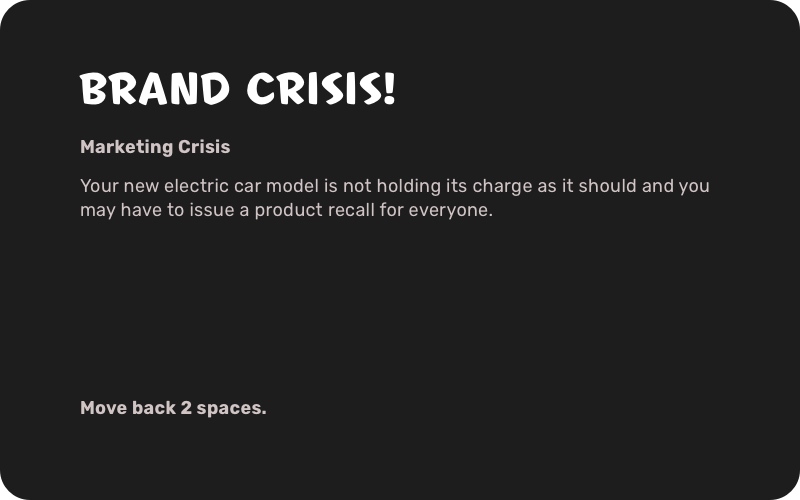 BRAND CRISIS!
Marketing Crisis
Your new electric car model is not holding its charge as it should and you
may have to issue a product recall for everyone.
Move back 2 spaces.